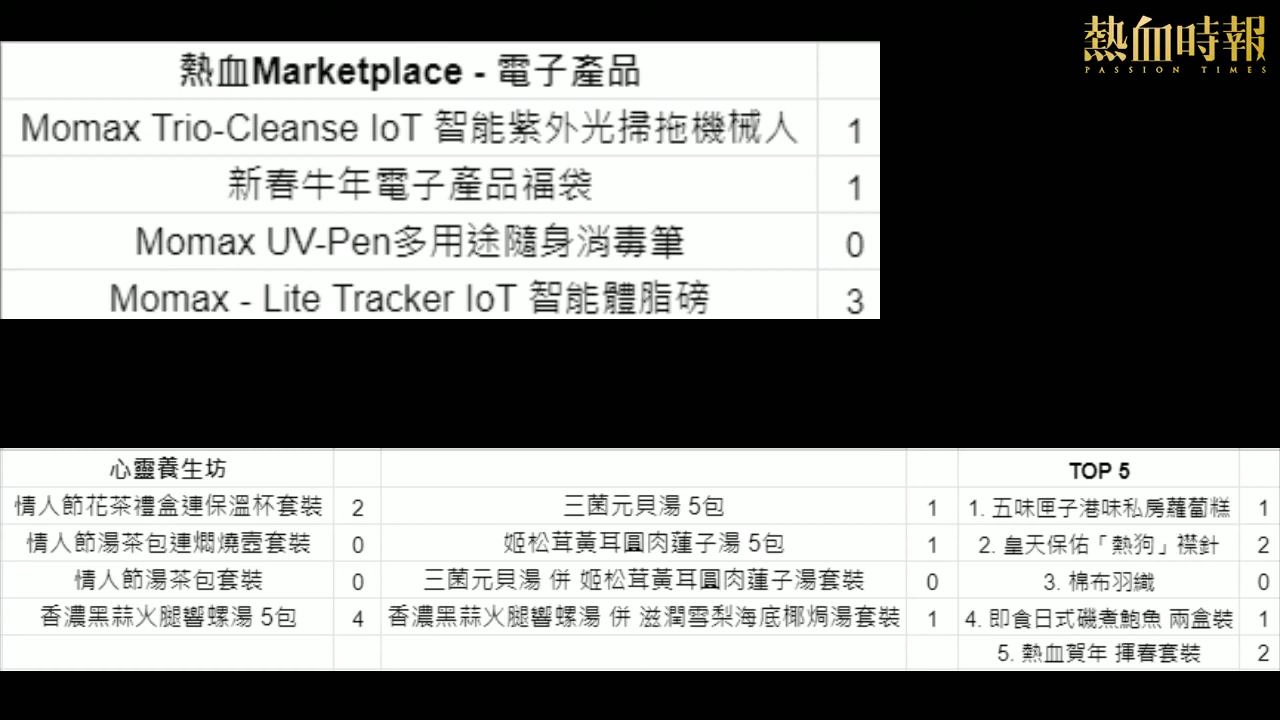 熱血時報
PASSION TIMES
熱血Marketplace - 電子產品
Momax Trio-Cleanse IoT 智能紫外光掃拖機械人 1
新春牛年電子產品福袋 1
Momax UV-Pen多用途隨身消毒筆 0
Momax - Lite Tracker IoT 智能體脂磅 3
心靈養生坊 TOP 5
情人節花茶禮盒連保溫杯套裝 2 三菌元貝湯 5包 1 1. 五味匣子港味私房蘿蔔糕 1
情人節湯茶包連燜燒壺套裝 0 姬松茸黃耳圓肉蓮子湯 5包 1 2. 皇天保佑「熱狗」襟針 2
情人節湯茶包套裝 0 三菌元貝湯 併 姬松茸黃耳圓肉蓮子湯套裝 0 3. 棉布羽織 0
香濃黑蒜火腿響螺湯 5包 4 香濃黑蒜火腿響螺湯 併 滋潤雪梨海底椰焗湯套裝 1 4. 即食日式磯煮鮑魚 兩盒裝 1
5. 熱血賀年 揮春套裝 2